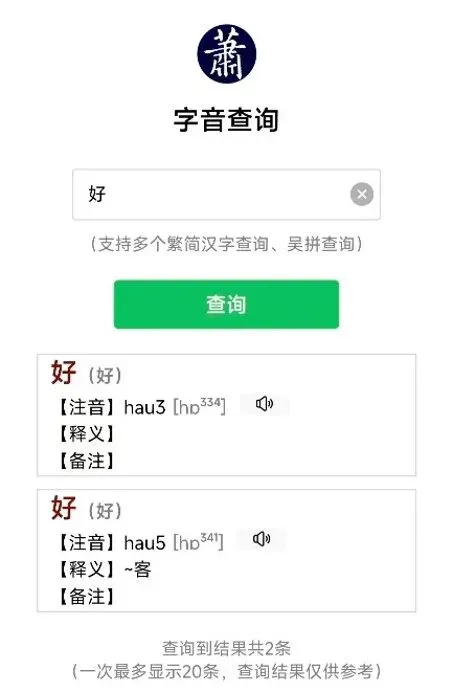 蕭
字音查询
好
（支持多个繁简汉字查询、吴拼查询）
查询
好（好）
【注音】hau3 [hɒ³³⁴]
【释义】
【备注】
好（好）
【注音】hau5 [hɒ³⁴¹]
【释义】~客
【备注】
查询到结果共2条
（一次最多显示20条，查询结果仅供参考）